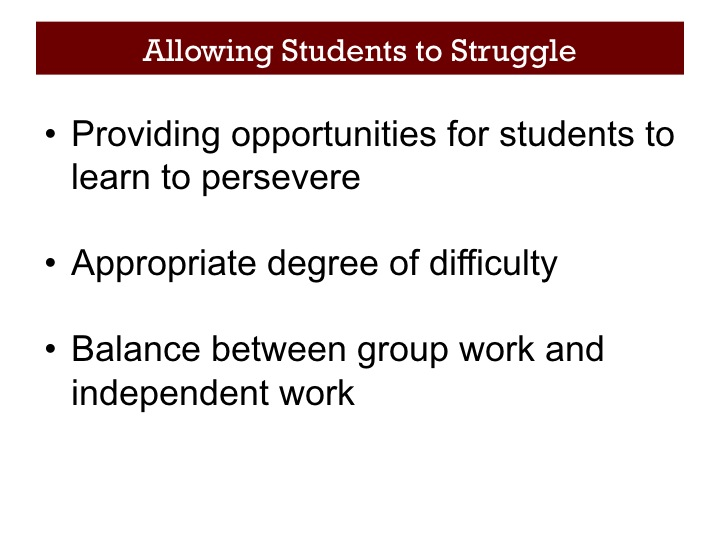 Allowing Students to Struggle
• Providing opportunities for students to
learn to persevere
• Appropriate degree of difficulty
• Balance between group work and
independent work